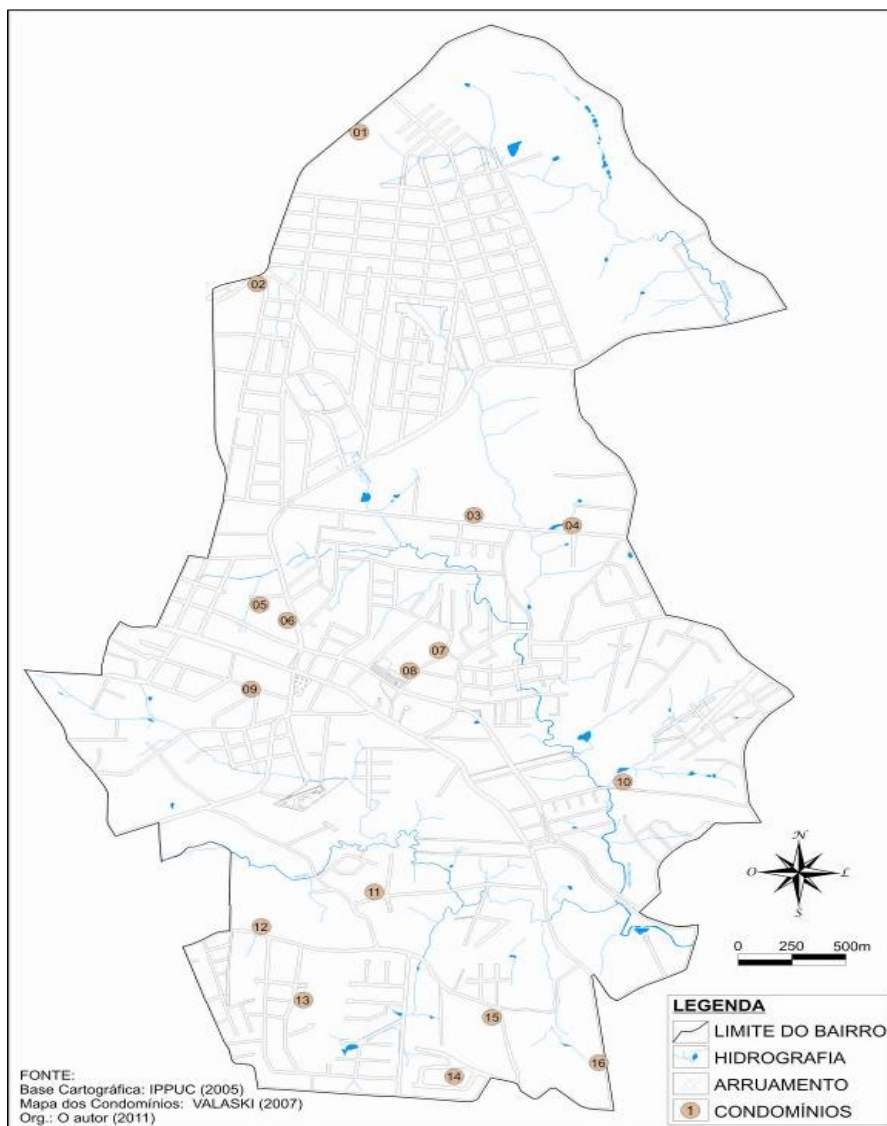 01
02
03
04
05
06
07
08
09
10
11
12
13
14
15
16
N
O
L
S
0 250 500m
LEGENDA
LIMITE DO BAIRRO
HIDROGRAFIA
ARRUAMENTO
1 CONDOMÍNIOS
FONTE:
Base Cartográfica: IPPUC (2005)
Mapa dos Condomínios: VALASKI (2007)
Org.: O autor (2011)